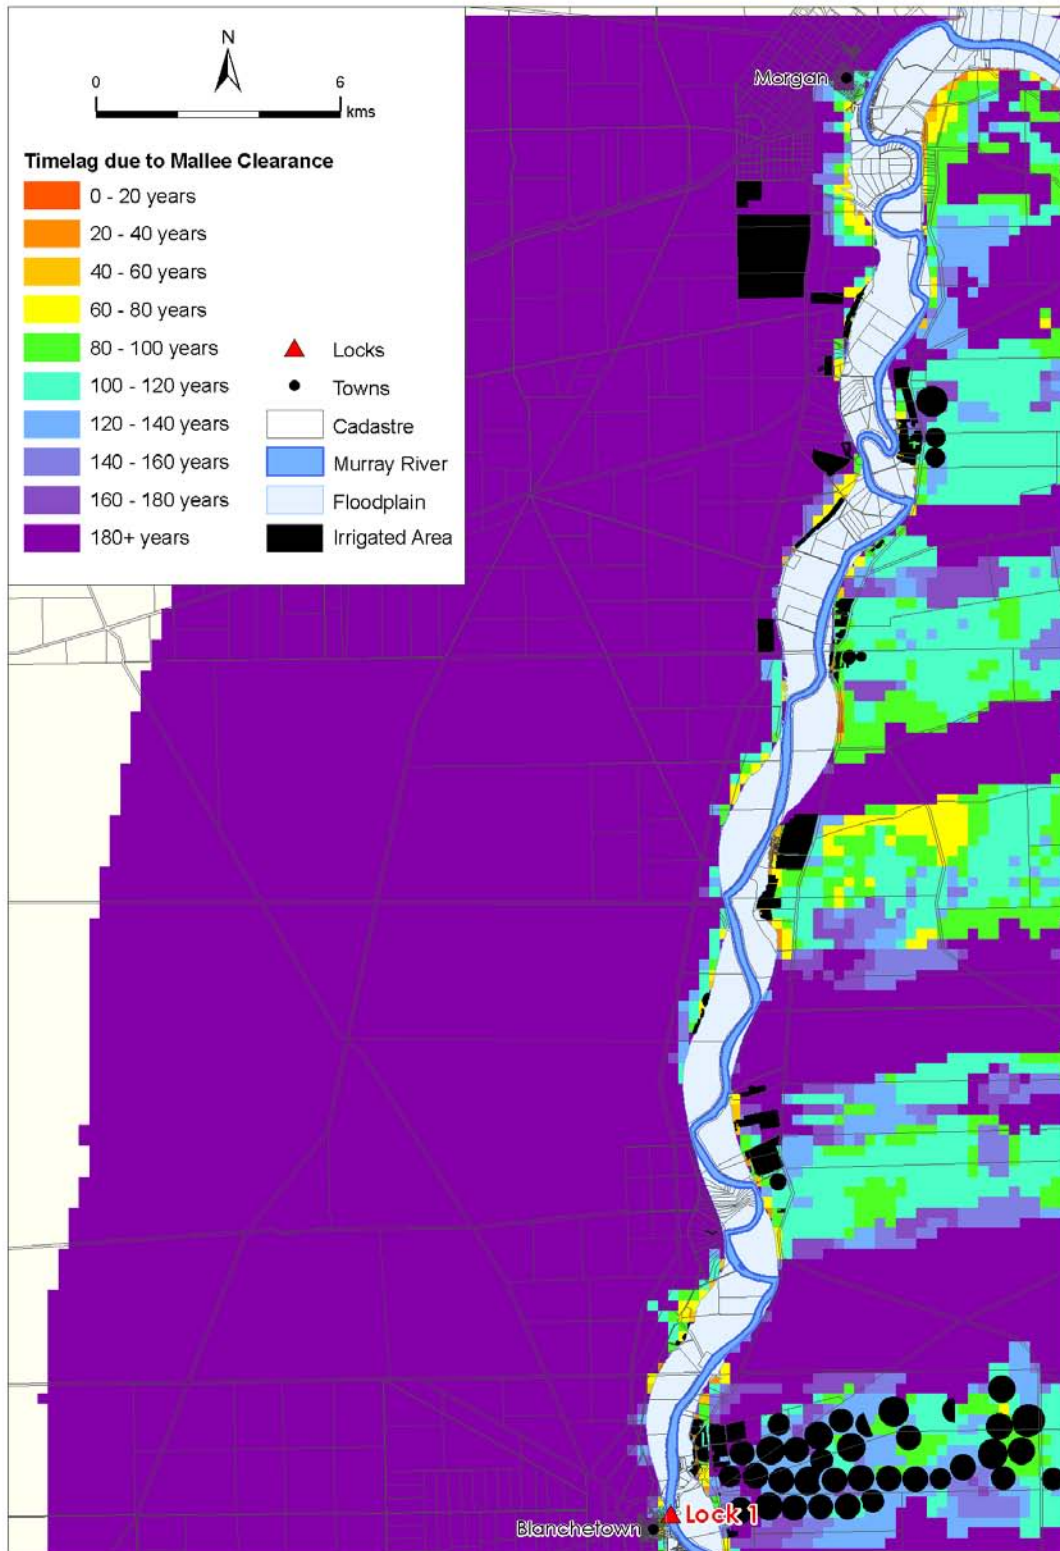 N
0 6
kms
Timelag due to Mallee Clearance
0 - 20 years
20 - 40 years
40 - 60 years
60 - 80 years
80 - 100 years
100 - 120 years
120 - 140 years
140 - 160 years
160 - 180 years
180+ years
Locks
Towns
Cadastre
Murray River
Floodplain
Irrigated Area
Morgan
Lock 1
Blanchetown